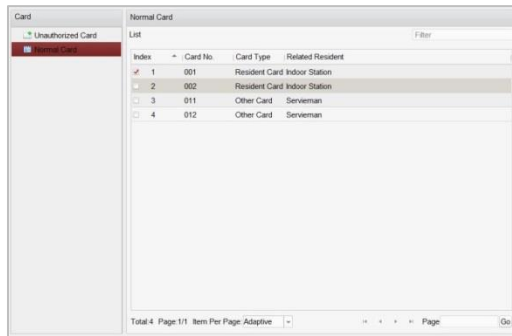 Card
Unauthorized Card
Normal Card
Normal Card
List
Filter
Index Card No. Card Type Related Resident
1 001 Resident Card Indoor Station
2 002 Resident Card Indoor Station
3 011 Other Card Servieman
4 012 Other Card Servieman
Total:4 Page:1/1 Item Per Page: Adaptive
Page
Go